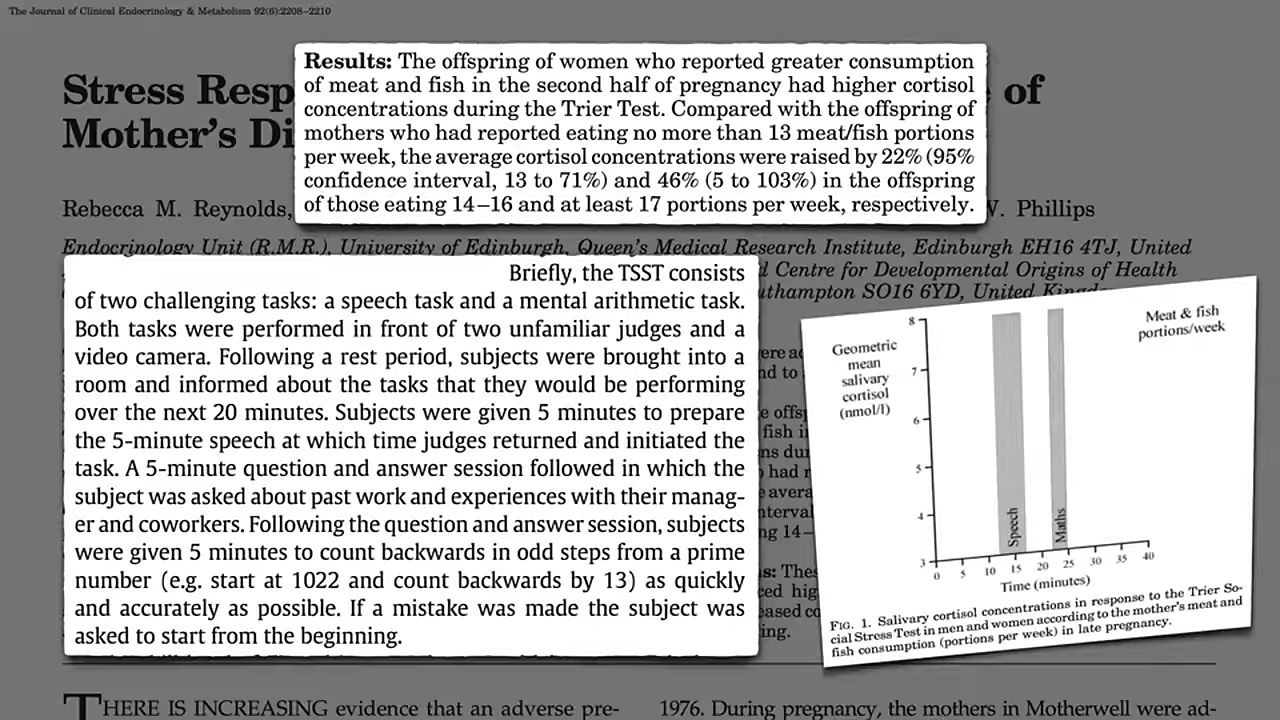 The Journal of Clinical Endocrinology & Metabolism 92(6):2208–2210
Stress Resp of
Mother's Di
Results: The offspring of women who reported greater consumption
of meat and fish in the second half of pregnancy had higher cortisol
concentrations during the Trier Test. Compared with the offspring of
mothers who had reported eating no more than 13 meat/fish portions
per week, the average cortisol concentrations were raised by 22% (95%
confidence interval, 13 to 71%) and 46% (5 to 103%) in the offspring
of those eating 14–16 and at least 17 portions per week, respectively.
Rebecca M. Reynolds, Phillips
Endocrinology Unit (R.M.R.), University of Edinburgh, Queen's Medical Research Institute, Edinburgh EH16 4TJ, United
d Centre for Developmental Origins of Health
uthampton SO16 6YD, United Kingdo
Briefly, the TSST consists
of two challenging tasks: a speech task and a mental arithmetic task.
Both tasks were performed in front of two unfamiliar judges and a
video camera. Following a rest period, subjects were brought into a
room and informed about the tasks that they would be performing
over the next 20 minutes. Subjects were given 5 minutes to prepare
the 5-minute speech at which time judges returned and initiated the
task. A 5-minute question and answer session followed in which the
subject was asked about past work and experiences with their manag-
er and coworkers. Following the question and answer session, subjects
were given 5 minutes to count backwards in odd steps from a prime
number (e.g. start at 1022 and count backwards by 13) as quickly
and accurately as possible. If a mistake was made the subject was
asked to start from the beginning.
Meat & fish
portions/week
Geometric
mean
salivary
cortisol
(nmol/l)
8
7
6
5
4
3
Speech
Maths
0 5 10 15 20 25 30 35 40
Time (minutes)
FIG. 1. Salivary cortisol concentrations in response to the Trier So-
cial Stress Test in men and women according to the mother's meat and
fish consumption (portions per week) in late pregnancy.
THERE IS INCREASING evidence that an adverse pre-
1976. During pregnancy, the mothers in Motherwell were ad-